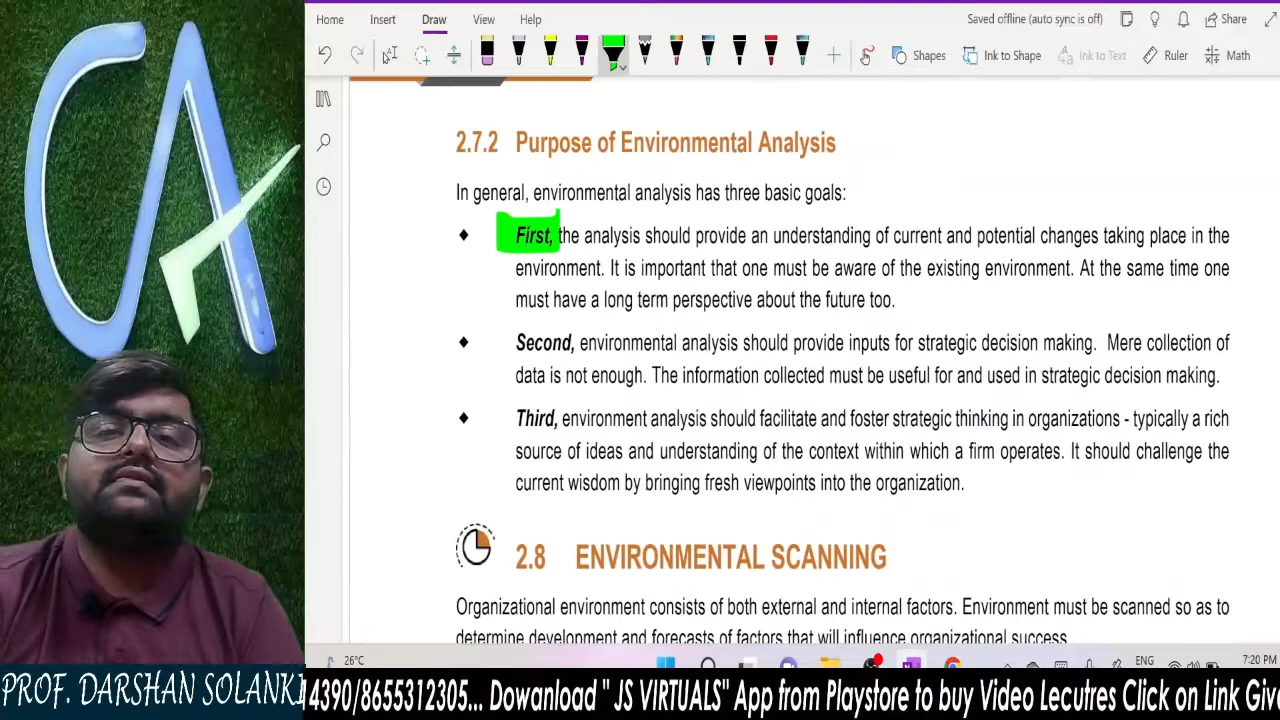 Home Insert Draw View Help Saved offline (auto sync is off) Share
Shapes Ink to Shape Ink to Text Ruler Math
CA
2.7.2 Purpose of Environmental Analysis
In general, environmental analysis has three basic goals:
♦ First, the analysis should provide an understanding of current and potential changes taking place in the
environment. It is important that one must be aware of the existing environment. At the same time one
must have a long term perspective about the future too.
♦ Second, environmental analysis should provide inputs for strategic decision making. Mere collection of
data is not enough. The information collected must be useful for and used in strategic decision making.
♦ Third, environment analysis should facilitate and foster strategic thinking in organizations - typically a rich
source of ideas and understanding of the context within which a firm operates. It should challenge the
current wisdom by bringing fresh viewpoints into the organization.
2.8 ENVIRONMENTAL SCANNING
Organizational environment consists of both external and internal factors. Environment must be scanned so as to
determine development and forecasts of factors that will influence organizational success.
26°C ENG 7:20 PM
PROF. DARSHAN SOLANKI 14390/8655312305... Dowanload " JS VIRTUALS" App from Playstore to buy Video Lecutres Click on Link Giv